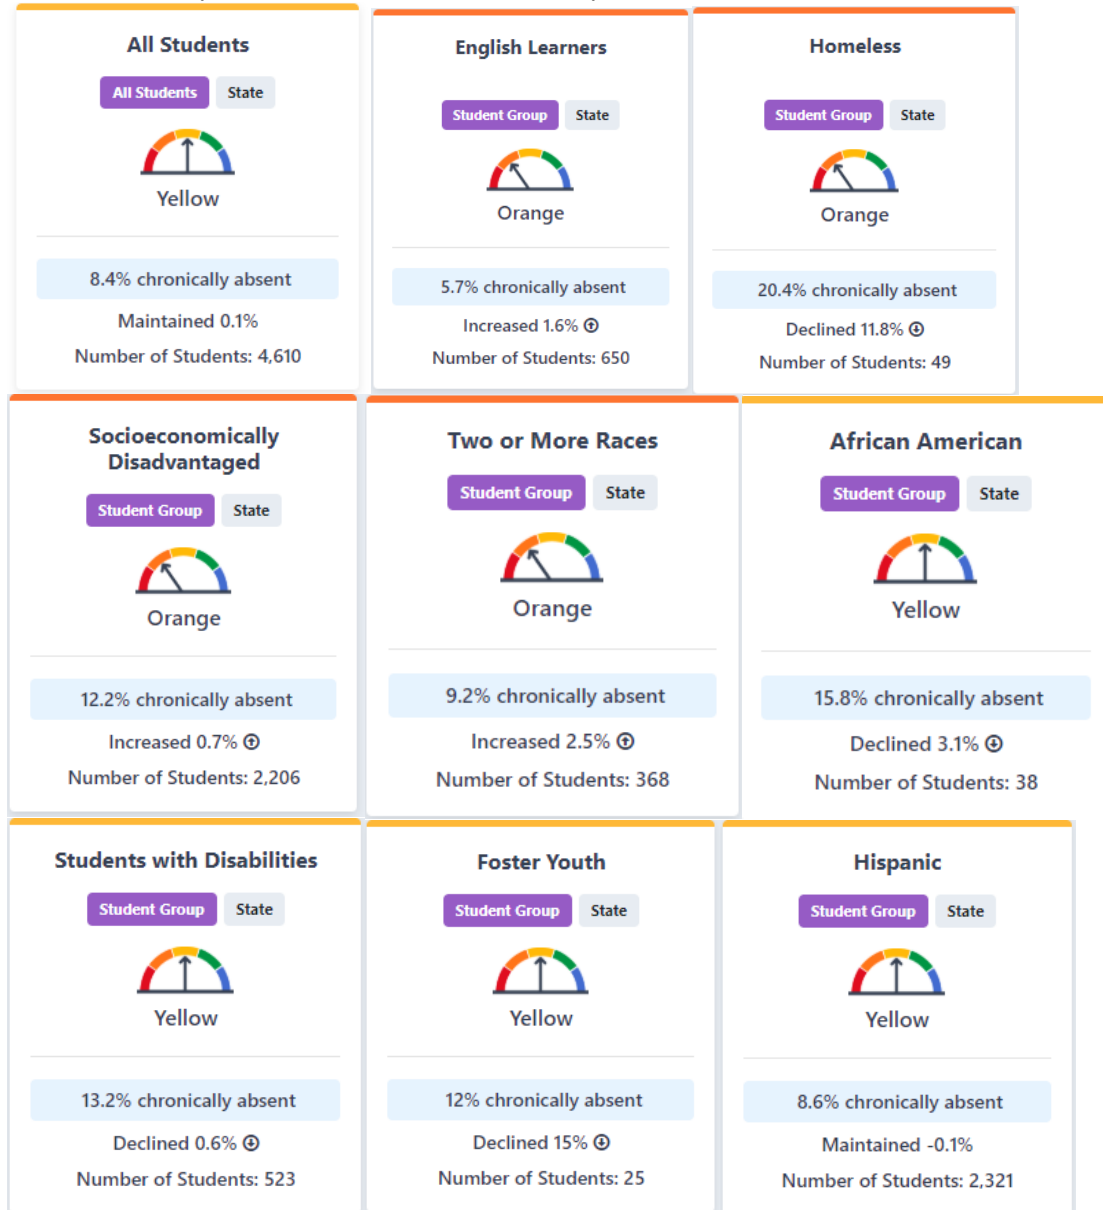 All Students
All Students State
Yellow
8.4% chronically absent
Maintained 0.1%
Number of Students: 4,610
English Learners
Student Group State
Orange
5.7% chronically absent
Increased 1.6%
Number of Students: 650
Homeless
Student Group State
Orange
20.4% chronically absent
Declined 11.8%
Number of Students: 49
Socioeconomically
Disadvantaged
Student Group State
Orange
12.2% chronically absent
Increased 0.7%
Number of Students: 2,206
Two or More Races
Student Group State
Orange
9.2% chronically absent
Increased 2.5%
Number of Students: 368
African American
Student Group State
Yellow
15.8% chronically absent
Declined 3.1%
Number of Students: 38
Students with Disabilities
Student Group State
Yellow
13.2% chronically absent
Declined 0.6%
Number of Students: 523
Foster Youth
Student Group State
Yellow
12% chronically absent
Declined 15%
Number of Students: 25
Hispanic
Student Group State
Yellow
8.6% chronically absent
Maintained -0.1%
Number of Students: 2,321